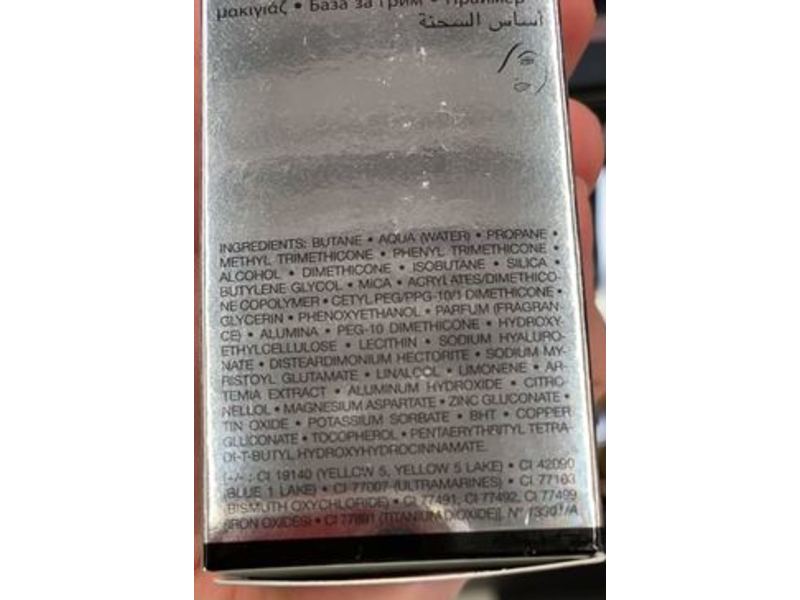 μακιγιάζ • База за грим • Праймер
أساس السحنة
INGREDIENTS: BUTANE • AQUA (WATER) • PROPANE •
METHYL TRIMETHICONE • PHENYL TRIMETHICONE •
ALCOHOL • DIMETHICONE • ISOBUTANE • SILICA •
BUTYLENE GLYCOL • MICA • ACRYLATES/DIMETHICO-
NE COPOLYMER • CETYL PEG/PPG-10/1 DIMETHICONE •
GLYCERIN • PHENOXYETHANOL • PARFUM (FRAGRAN-
CE) • ALUMINA • PEG-10 DIMETHICONE • HYDROXY-
ETHYLCELLULOSE • LECITHIN • SODIUM HYALURO-
NATE • DISTEARDIMONIUM HECTORITE • SODIUM MY-
RISTOYL GLUTAMATE • LINALOOL • LIMONENE • AR-
TEMIA EXTRACT • ALUMINUM HYDROXIDE • CITRO-
NELLOL • MAGNESIUM ASPARTATE • ZINC GLUCONATE •
TIN OXIDE • POTASSIUM SORBATE • BHT • COPPER
GLUCONATE • TOCOPHEROL • PENTAERYTHRITYL TETRA-
DI-T-BUTYL HYDROXYHYDROCINNAMATE.
[+/- : CI 19140 (YELLOW 5, YELLOW 5 LAKE) • CI 42090
(BLUE 1 LAKE) • CI 77007 (ULTRAMARINES) • CI 77163
(BISMUTH OXYCHLORIDE) • CI 77491, CI 77492, CI 77499
(IRON OXIDES) • CI 77891 (TITANIUM DIOXIDE)]. N°